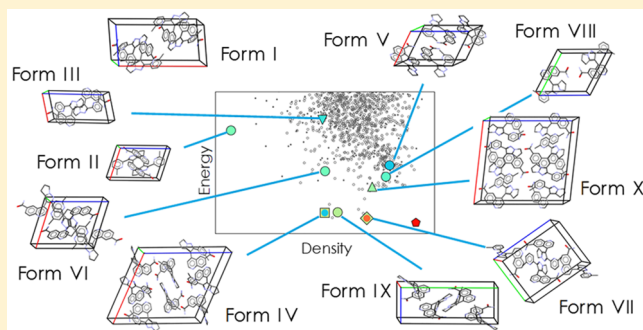 Form I
Form V
Form VIII
Form III
Form II
Energy
Form X
Density
Form VI
Form IV
Form IX
Form VII